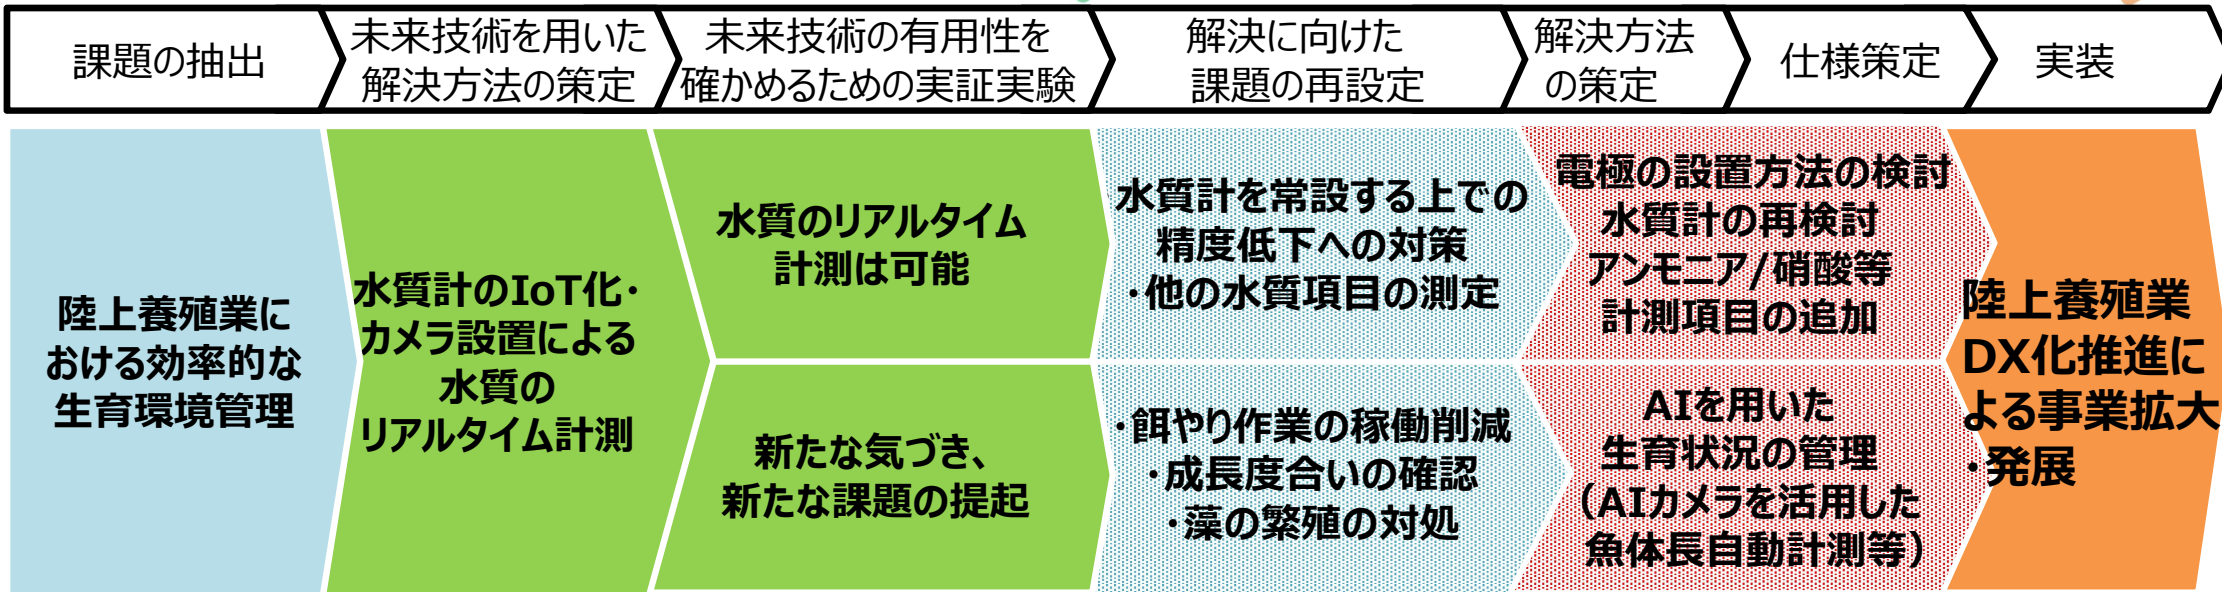 課題の抽出
未来技術を用いた
解決方法の策定
未来技術の有用性を
確かめるための実証実験
解決に向けた
課題の再設定
解決方法
の策定
仕様策定
実装
陸上養殖業に
おける効率的な
生育環境管理
水質計のIoT化・
カメラ設置による
水質の
リアルタイム計測
水質のリアルタイム
計測は可能
新たな気づき、
新たな課題の提起
水質計を常設する上での
精度低下への対策
・他の水質項目の測定
・餌やり作業の稼働削減
・成長度合いの確認
・藻の繁殖の対処
電極の設置方法の検討
水質計の再検討
アンモニア/硝酸等
計測項目の追加
AIを用いた
生育状況の管理
（AIカメラを活用した
魚体長自動計測等）
陸上養殖業
DX化推進に
よる事業拡大
・発展